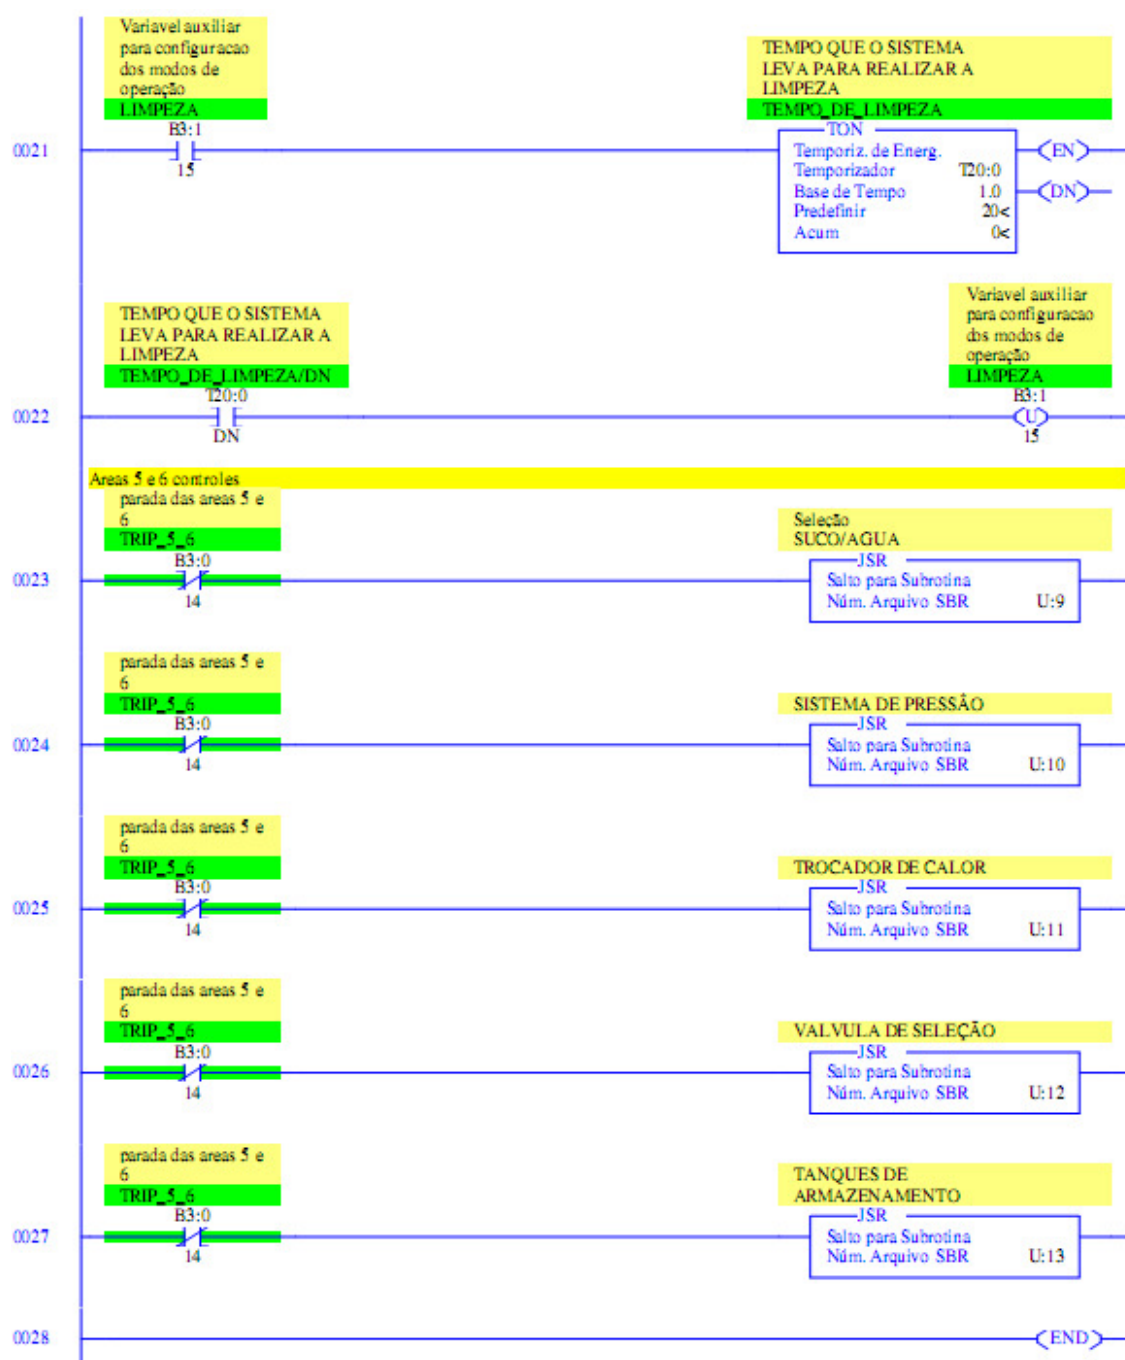 Variavel auxiliar
para configuracao
dos modos de
operação
LIMPEZA
B3:1
15
TEMPO QUE O SISTEMA
LEVA PARA REALIZAR A
LIMPEZA
TEMPO_DE_LIMPEZA
TON
Temporiz. de Energ.
Temporizador T20:0
Base de Tempo 1.0
Predefinir 20<
Acum 0<
EN
DN
0021
TEMPO QUE O SISTEMA
LEVA PARA REALIZAR A
LIMPEZA
TEMPO_DE_LIMPEZA/DN
T20:0
DN
Variavel auxiliar
para configuracao
dos modos de
operação
LIMPEZA
B3:1
U
15
0022
Areas 5 e 6 controles
parada das areas 5 e
6
TRIP_5_6
B3:0
14
Seleção
SUCO/AGUA
JSR
Salto para Subrotina
Núm. Arquivo SBR U:9
0023
parada das areas 5 e
6
TRIP_5_6
B3:0
14
SISTEMA DE PRESSÃO
JSR
Salto para Subrotina
Núm. Arquivo SBR U:10
0024
parada das areas 5 e
6
TRIP_5_6
B3:0
14
TROCADOR DE CALOR
JSR
Salto para Subrotina
Núm. Arquivo SBR U:11
0025
parada das areas 5 e
6
TRIP_5_6
B3:0
14
VALVULA DE SELEÇÃO
JSR
Salto para Subrotina
Núm. Arquivo SBR U:12
0026
parada das areas 5 e
6
TRIP_5_6
B3:0
14
TANQUES DE
ARMAZENAMENTO
JSR
Salto para Subrotina
Núm. Arquivo SBR U:13
0027
0028
END